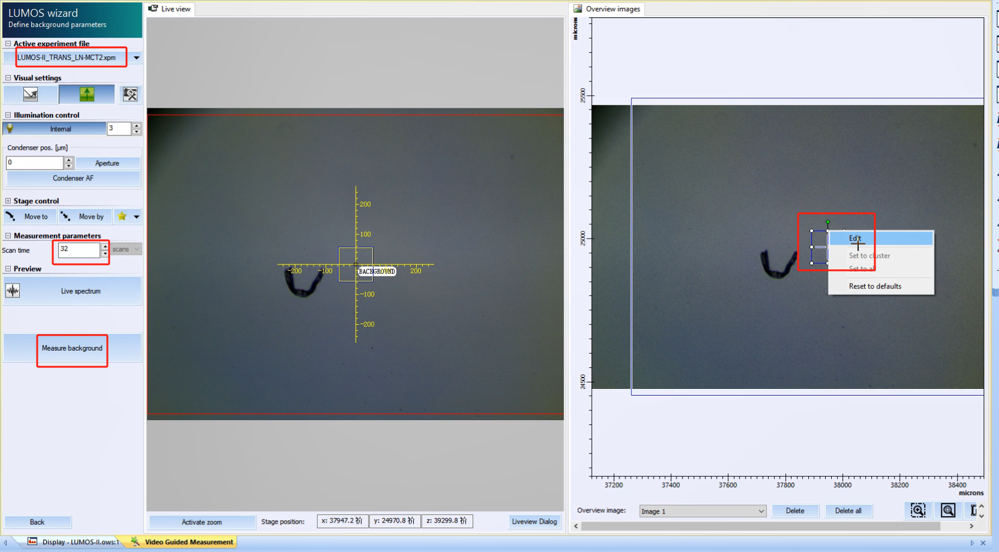 LUMOS wizard
Define background parameters
Active experiment file
LUMOS-II_TRANS_LN-MCT2.xpm
Visual settings
Illumination control
Internal
3
Condenser pos. [µm]
0
Aperture
Condenser AF
Stage control
Move to
Move by
Measurement parameters
Scan time
32
scans
Preview
Live spectrum
Measure background
Back
Live view
200
100
-200
-100
BACKGROUND
200
-100
-200
Activate zoom
Stage position:
x: 37947.2 衸
y: 24970.8 衸
z: 39299.8 衸
Liveview Dialog
Overview images
microns
25500
25000
24500
Edit
Set to cluster
Set to all
Reset to defaults
37200
37400
37600
37800
38000
38200
38400
microns
Overview image:
Image 1
Delete
Delete all
Display - LUMOS-II.ows:1
Video Guided Measurement